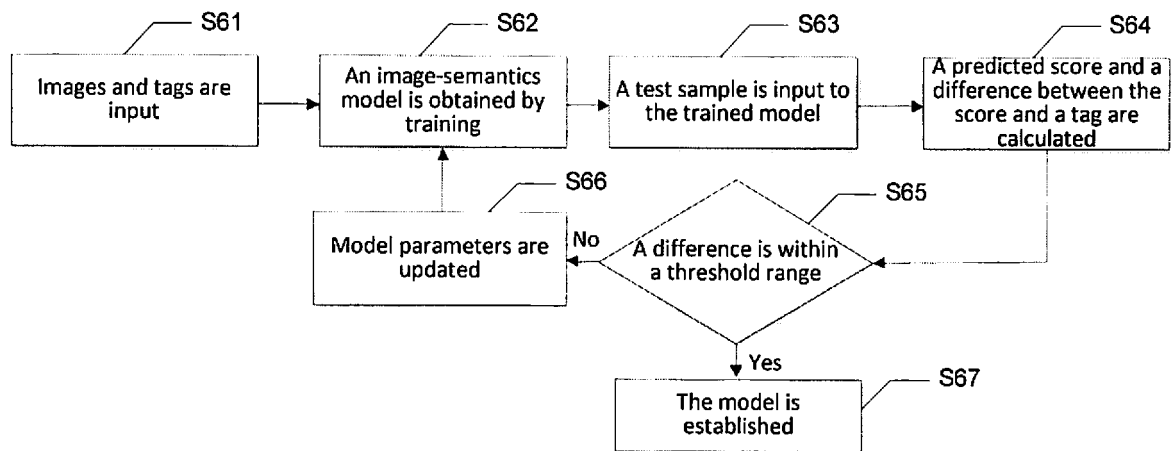 S61
Images and tags are
input
S62
An image-semantics
model is obtained by
training
S63
A test sample is input to
the trained model
S64
A predicted score and a
difference between the
score and a tag are
calculated
S65
A difference is within
a threshold range
No
S66
Model parameters are
updated
Yes
S67
The model is
established